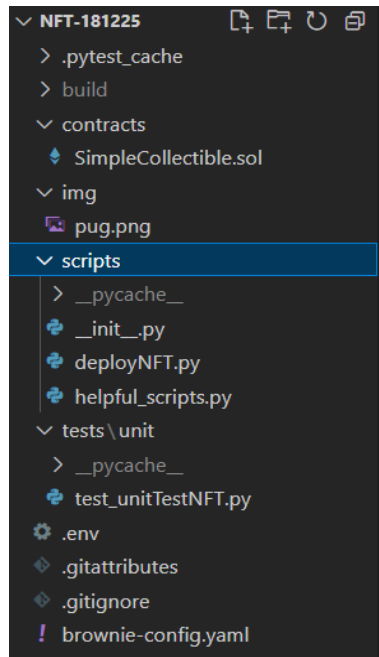 NFT-181225
.pytest_cache
build
contracts
SimpleCollectible.sol
img
pug.png
scripts
__pycache__
__init__.py
deployNFT.py
helpful_scripts.py
tests\unit
__pycache__
test_unitTestNFT.py
.env
.gitattributes
.gitignore
brownie-config.yaml